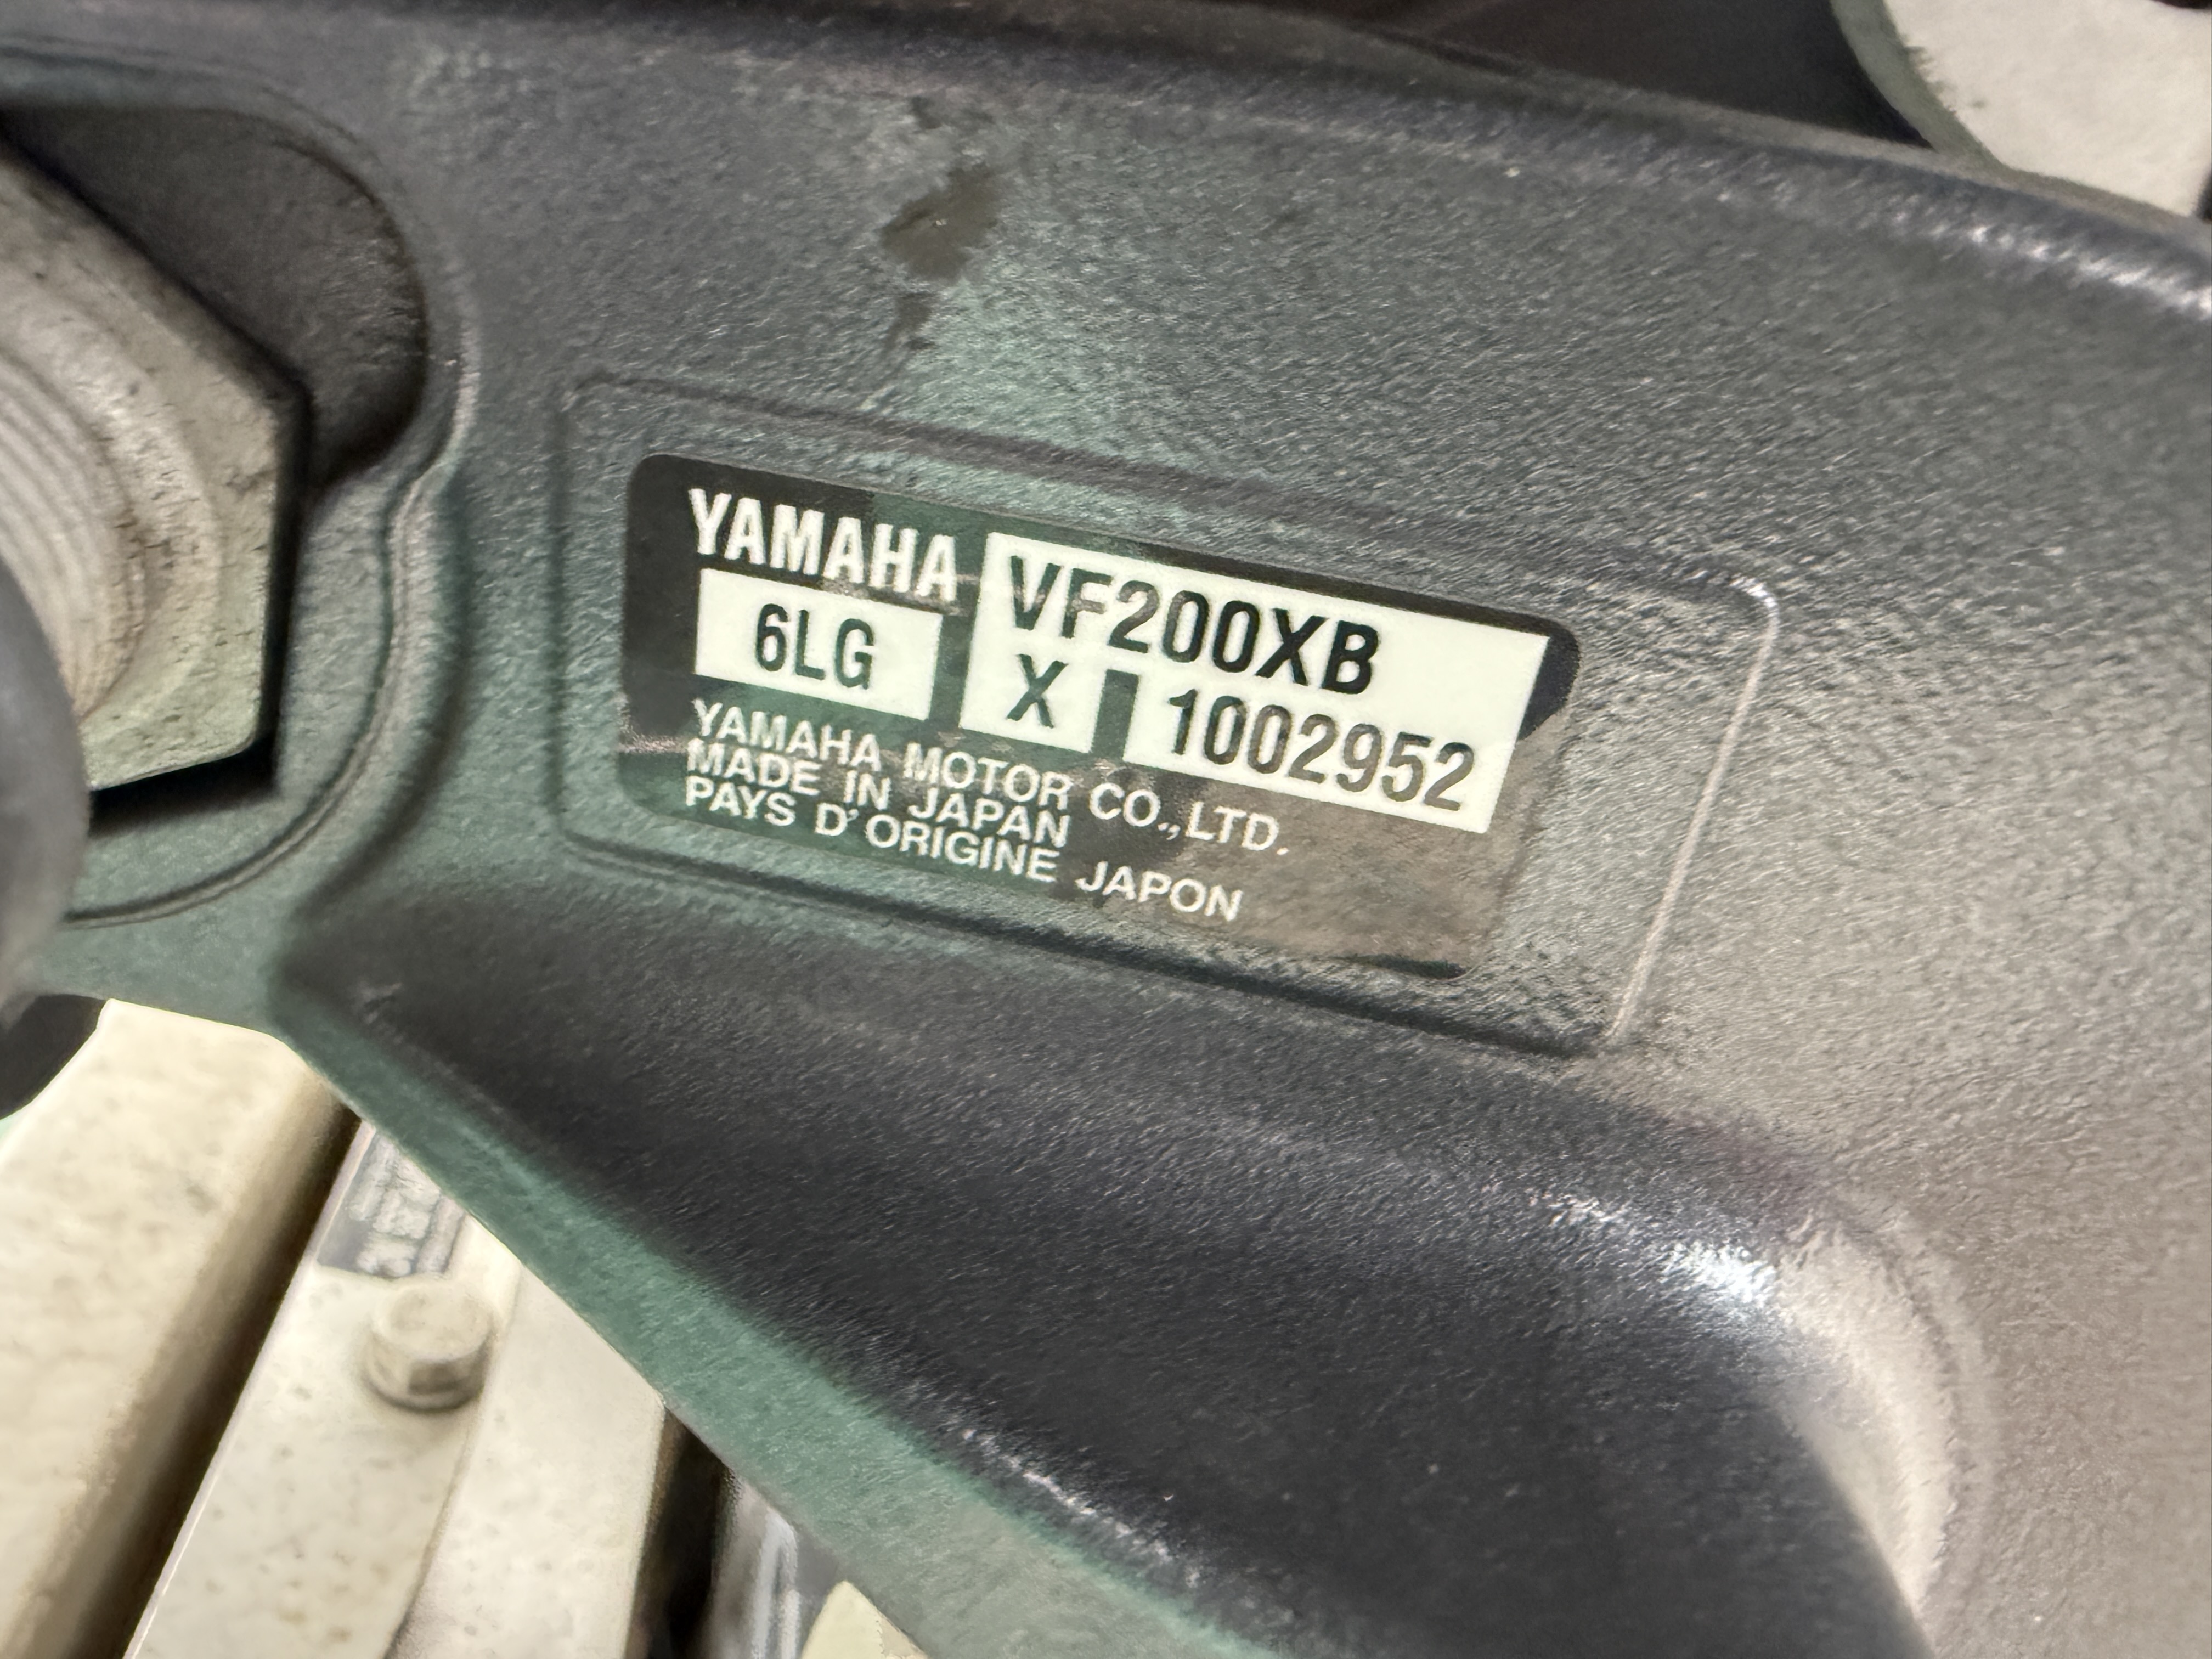 YAMAHA VF200XB
6LG X 1002952
YAMAHA MOTOR CO.,LTD.
MADE IN JAPAN
PAYS D'ORIGINE JAPON